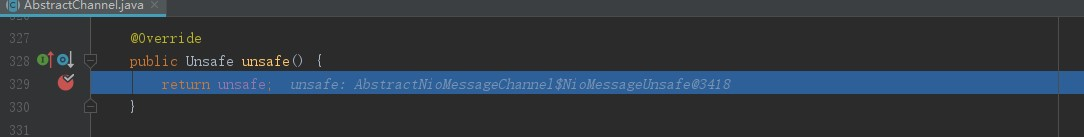 AbstractChannel.java ×
327 @Override
328 public Unsafe unsafe() {
329 return unsafe; unsafe: AbstractNioMessageChannel$NioMessageUnsafe@3418
330 }
331